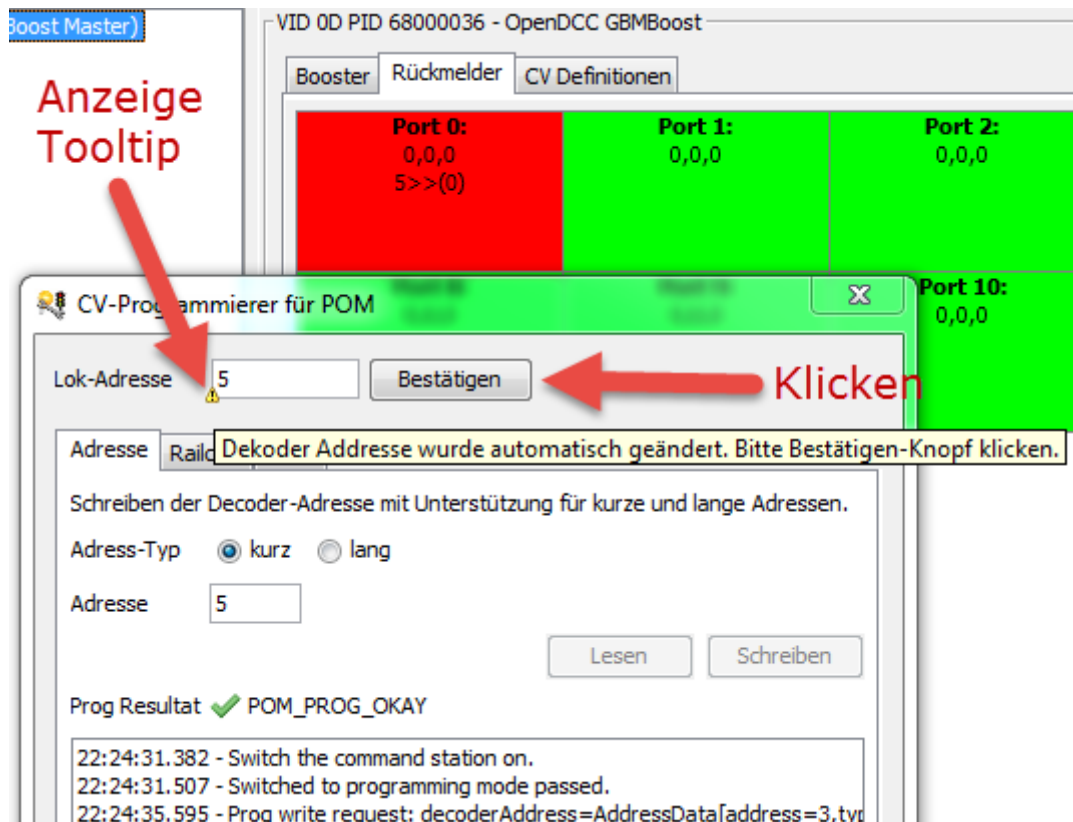 Boost Master)
VID 0D PID 68000036 - OpenDCC GBMBoost
Booster Rückmelder CV Definitionen
Anzeige
Tooltip
Port 0:
0,0,0
5>>(0)
Port 1:
0,0,0
Port 2:
0,0,0
Port 10:
0,0,0
CV-Programmierer für POM
Lok-Adresse 5 Bestätigen
Klicken
Adresse
Dekoder Addresse wurde automatisch geändert. Bitte Bestätigen-Knopf klicken.
Schreiben der Decoder-Adresse mit Unterstützung für kurze und lange Adressen.
Adress-Typ kurz lang
Adresse 5
Lesen Schreiben
Prog Resultat POM_PROG_OKAY
22:24:31.382 - Switch the command station on.
22:24:31.507 - Switched to programming mode passed.
22:24:35.595 - Prog write request: decoderAddress=AddressData[address=3,typ